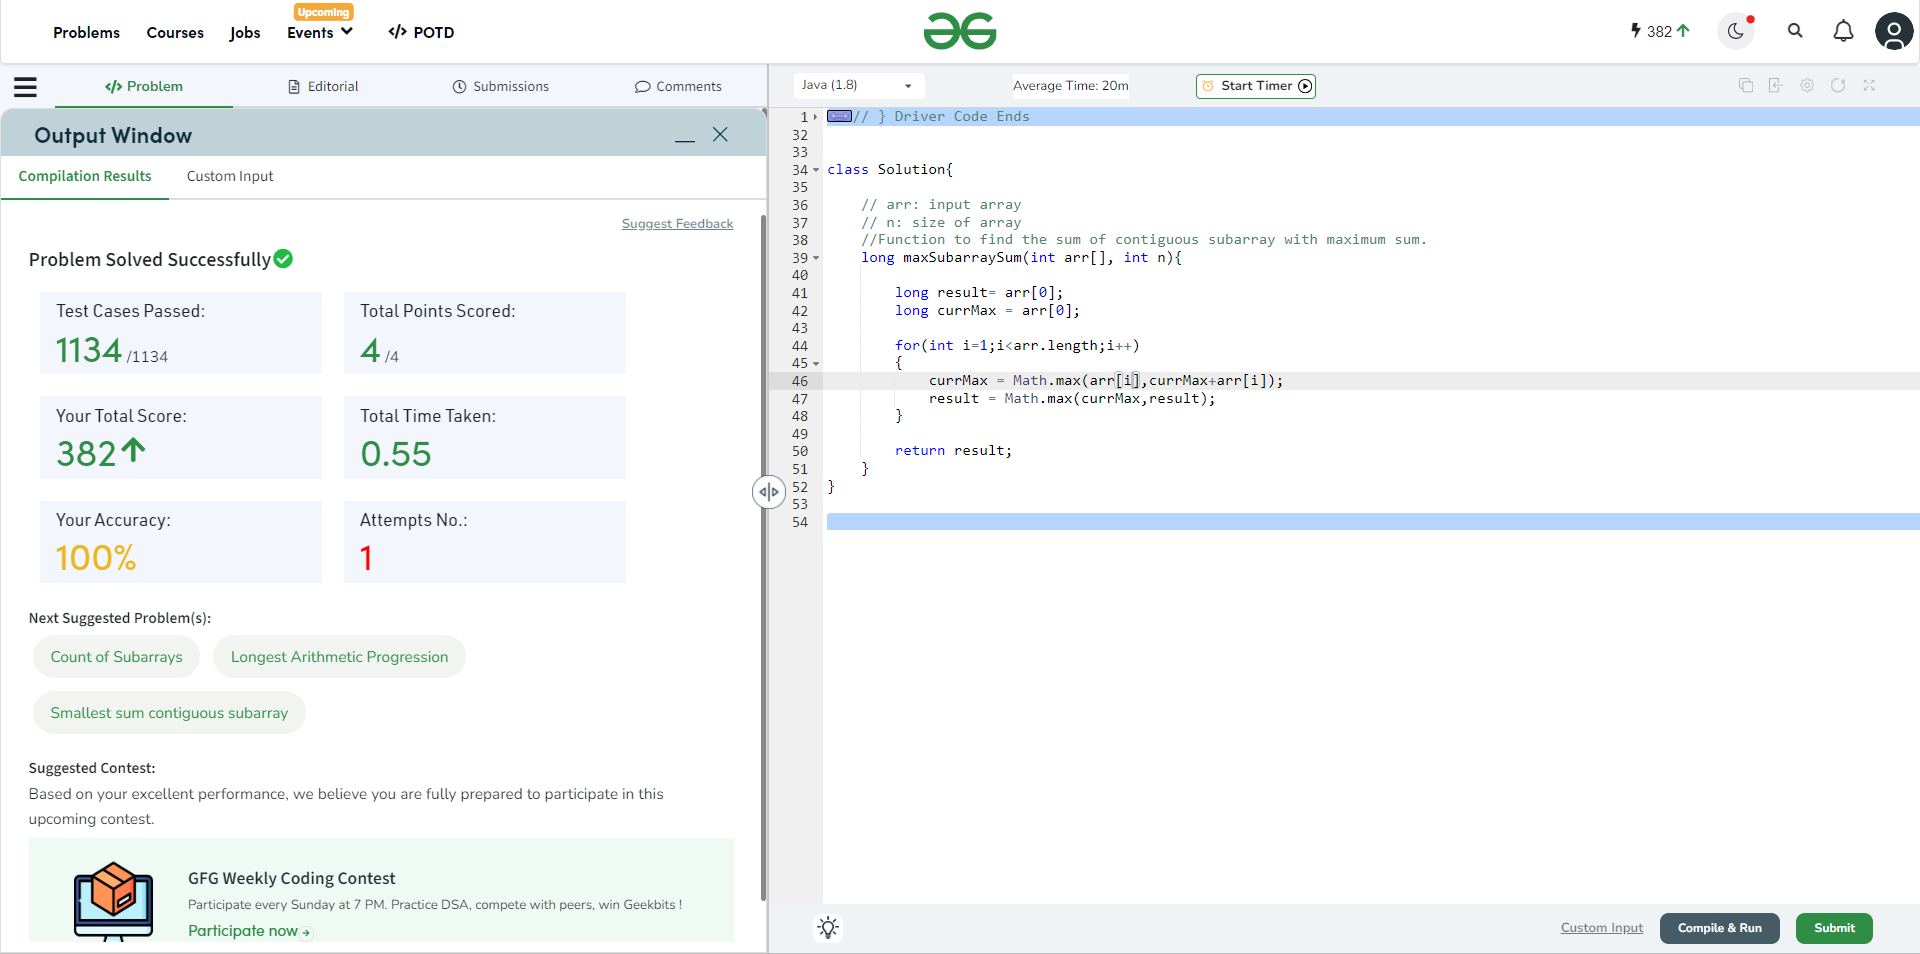 Upcoming
Problems Courses Jobs Events </> POTD
382
</> Problem Editorial Submissions Comments
Output Window
Compilation Results Custom Input
Suggest Feedback
Problem Solved Successfully
Test Cases Passed:
1134 /1134
Total Points Scored:
4 /4
Your Total Score:
382
Total Time Taken:
0.55
Your Accuracy:
100%
Attempts No.:
1
Next Suggested Problem(s):
Count of Subarrays Longest Arithmetic Progression
Smallest sum contiguous subarray
Suggested Contest:
Based on your excellent performance, we believe you are fully prepared to participate in this
upcoming contest.
GFG Weekly Coding Contest
Participate every Sunday at 7 PM. Practice DSA, compete with peers, win Geekbits !
Participate now
Java (1.8) Average Time: 20m Start Timer
1 // } Driver Code Ends
32
33
34 class Solution{
35
36 // arr: input array
37 // n: size of array
38 //Function to find the sum of contiguous subarray with maximum sum.
39 long maxSubarraySum(int arr[], int n){
40
41 long result= arr[0];
42 long currMax = arr[0];
43
44 for(int i=1;i<arr.length;i++)
45 {
46 currMax = Math.max(arr[i],currMax+arr[i]);
47 result = Math.max(currMax,result);
48 }
49
50 return result;
51 }
52 }
53
54
Custom Input Compile & Run Submit